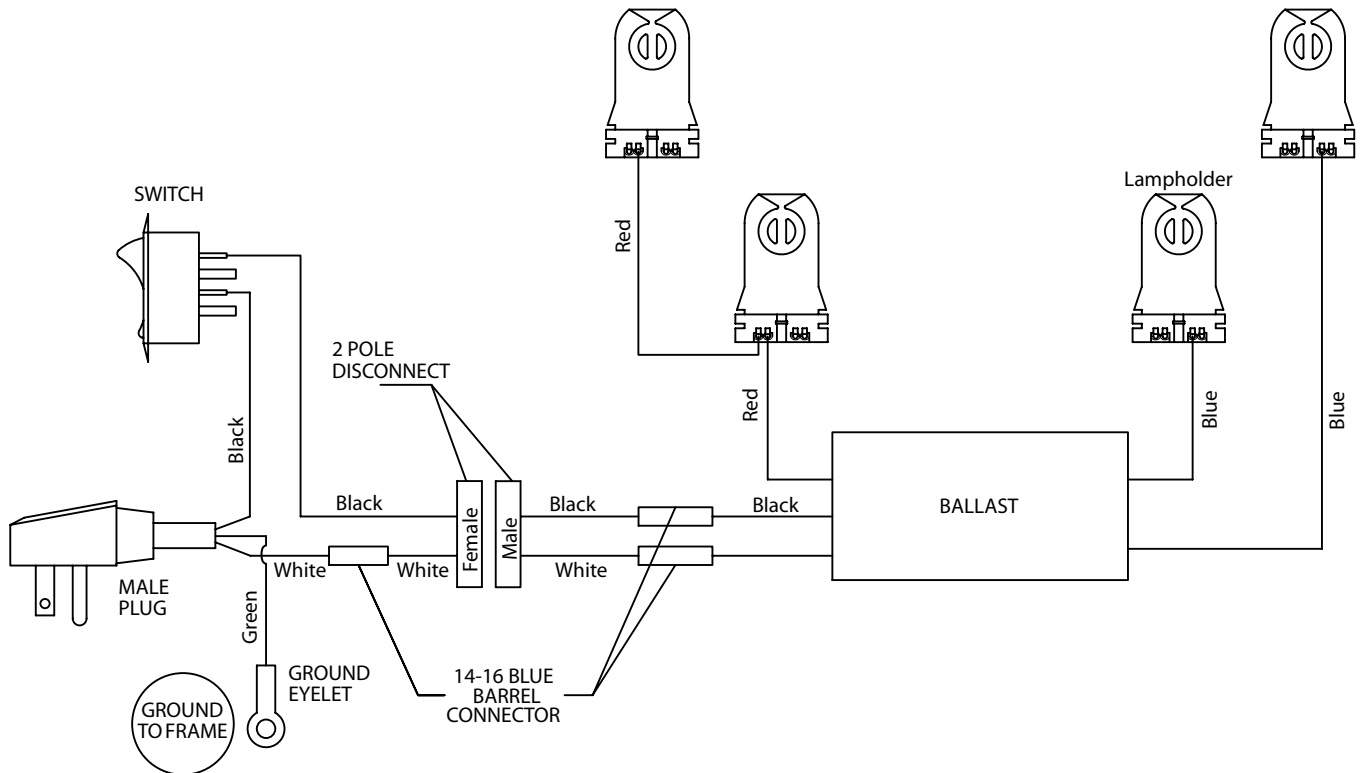 Lampholder
SWITCH
Red
2 POLE
DISCONNECT
Black
Red
Blue
Blue
Black
Female
Male
Black
Black
BALLAST
White
White
White
MALE
PLUG
Green
GROUND
EYELET
14-16 BLUE
BARREL
CONNECTOR
GROUND
TO FRAME